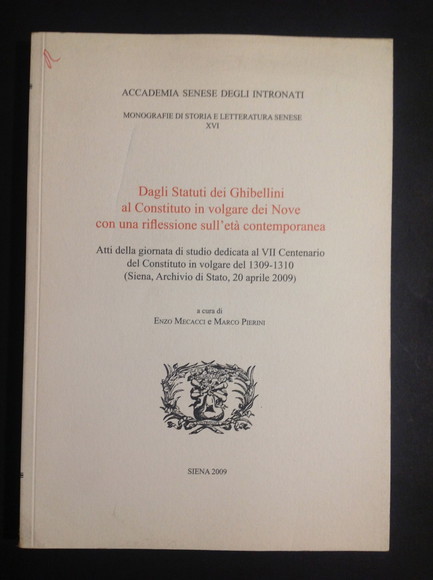 ACCADEMIA SENESE DEGLI INTRONATI
MONOGRAFIE DI STORIA E LETTERATURA SENESE
XVI
Dagli Statuti dei Ghibellini
al Constituto in volgare dei Nove
con una riflessione sull'età contemporanea
Atti della giornata di studio dedicata al VII Centenario
del Constituto in volgare del 1309-1310
(Siena, Archivio di Stato, 20 aprile 2009)
a cura di
ENZO MECACCI e MARCO PIERINI
SIENA 2009